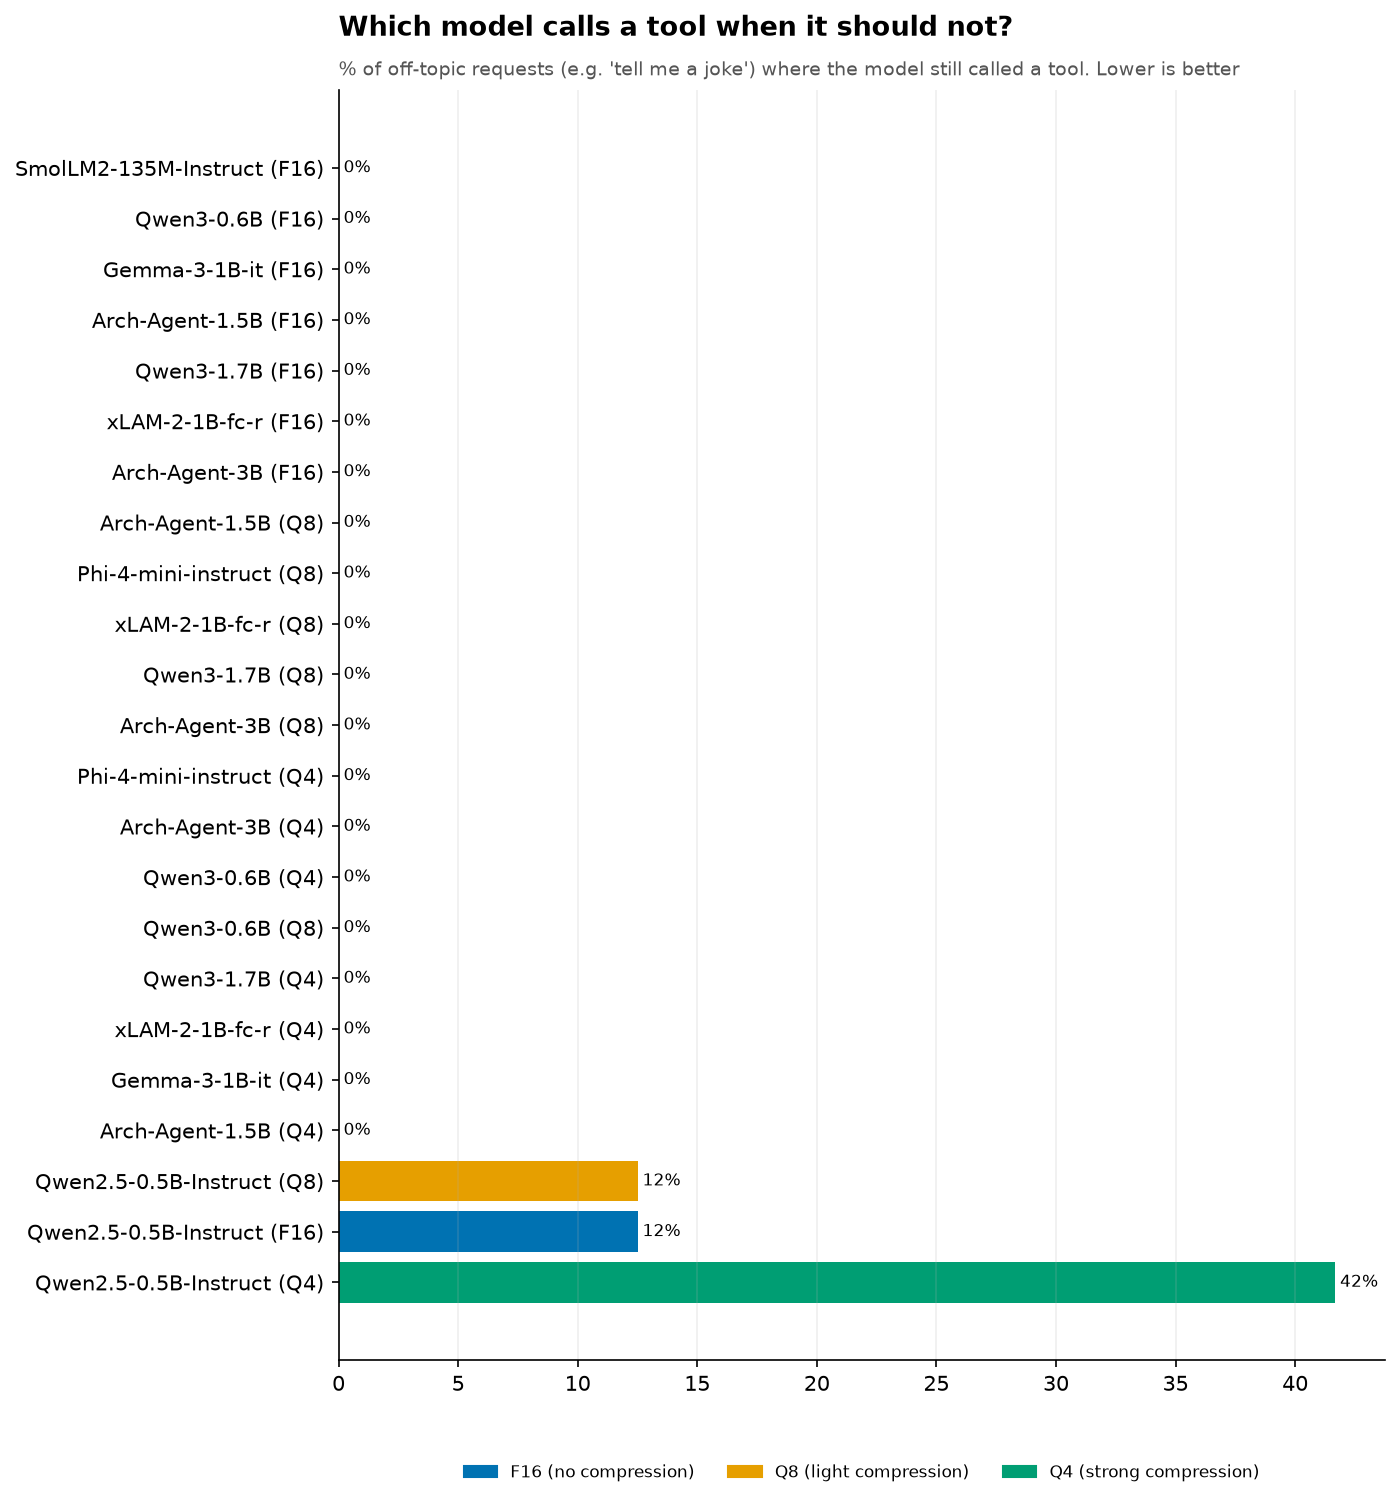 Which model calls a tool when it should not?
% of off-topic requests (e.g. 'tell me a joke') where the model still called a tool. Lower is better
SmolLM2-135M-Instruct (F16) 0%
Qwen3-0.6B (F16) 0%
Gemma-3-1B-it (F16) 0%
Arch-Agent-1.5B (F16) 0%
Qwen3-1.7B (F16) 0%
xLAM-2-1B-fc-r (F16) 0%
Arch-Agent-3B (F16) 0%
Arch-Agent-1.5B (Q8) 0%
Phi-4-mini-instruct (Q8) 0%
xLAM-2-1B-fc-r (Q8) 0%
Qwen3-1.7B (Q8) 0%
Arch-Agent-3B (Q8) 0%
Phi-4-mini-instruct (Q4) 0%
Arch-Agent-3B (Q4) 0%
Qwen3-0.6B (Q4) 0%
Qwen3-0.6B (Q8) 0%
Qwen3-1.7B (Q4) 0%
xLAM-2-1B-fc-r (Q4) 0%
Gemma-3-1B-it (Q4) 0%
Arch-Agent-1.5B (Q4) 0%
Qwen2.5-0.5B-Instruct (Q8) 12%
Qwen2.5-0.5B-Instruct (F16) 12%
Qwen2.5-0.5B-Instruct (Q4) 42%
0 5 10 15 20 25 30 35 40
F16 (no compression) Q8 (light compression) Q4 (strong compression)